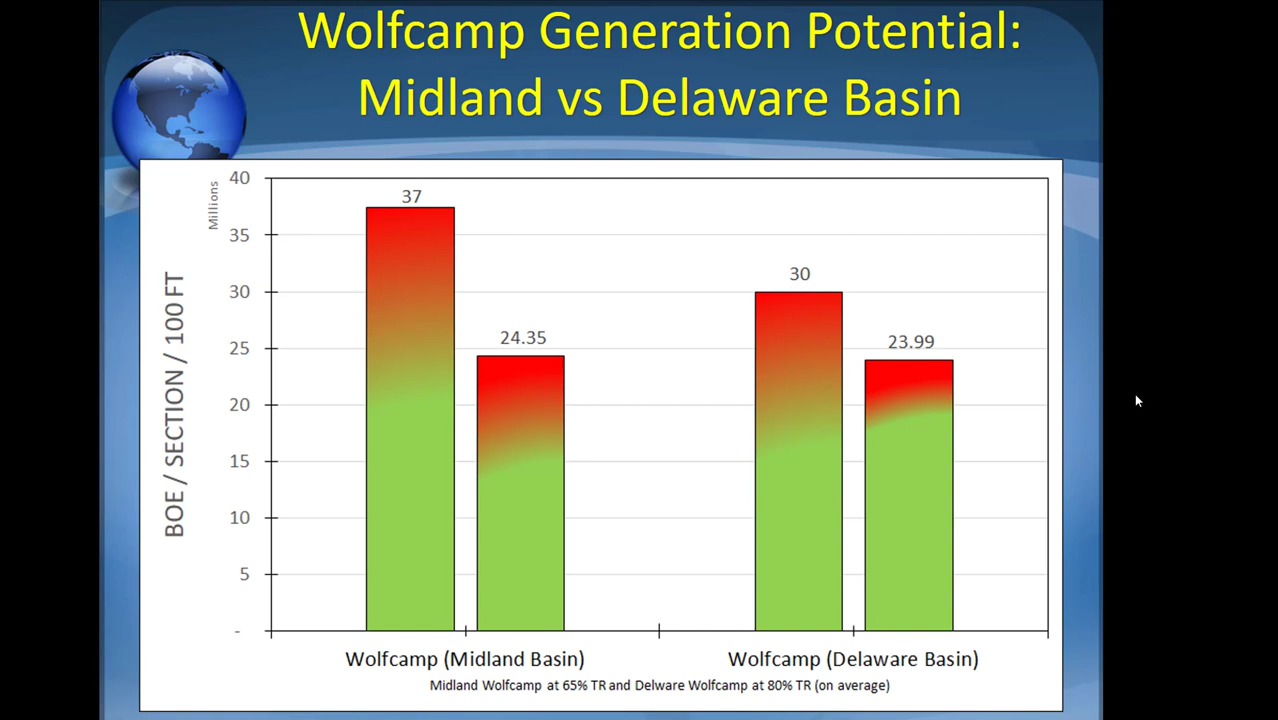 Wolfcamp Generation Potential:
Midland vs Delaware Basin
Millions
BOE / SECTION / 100 FT
40
35
30
25
20
15
10
5
-
37
24.35
30
23.99
Wolfcamp (Midland Basin)
Wolfcamp (Delaware Basin)
Midland Wolfcamp at 65% TR and Delware Wolfcamp at 80% TR (on average)